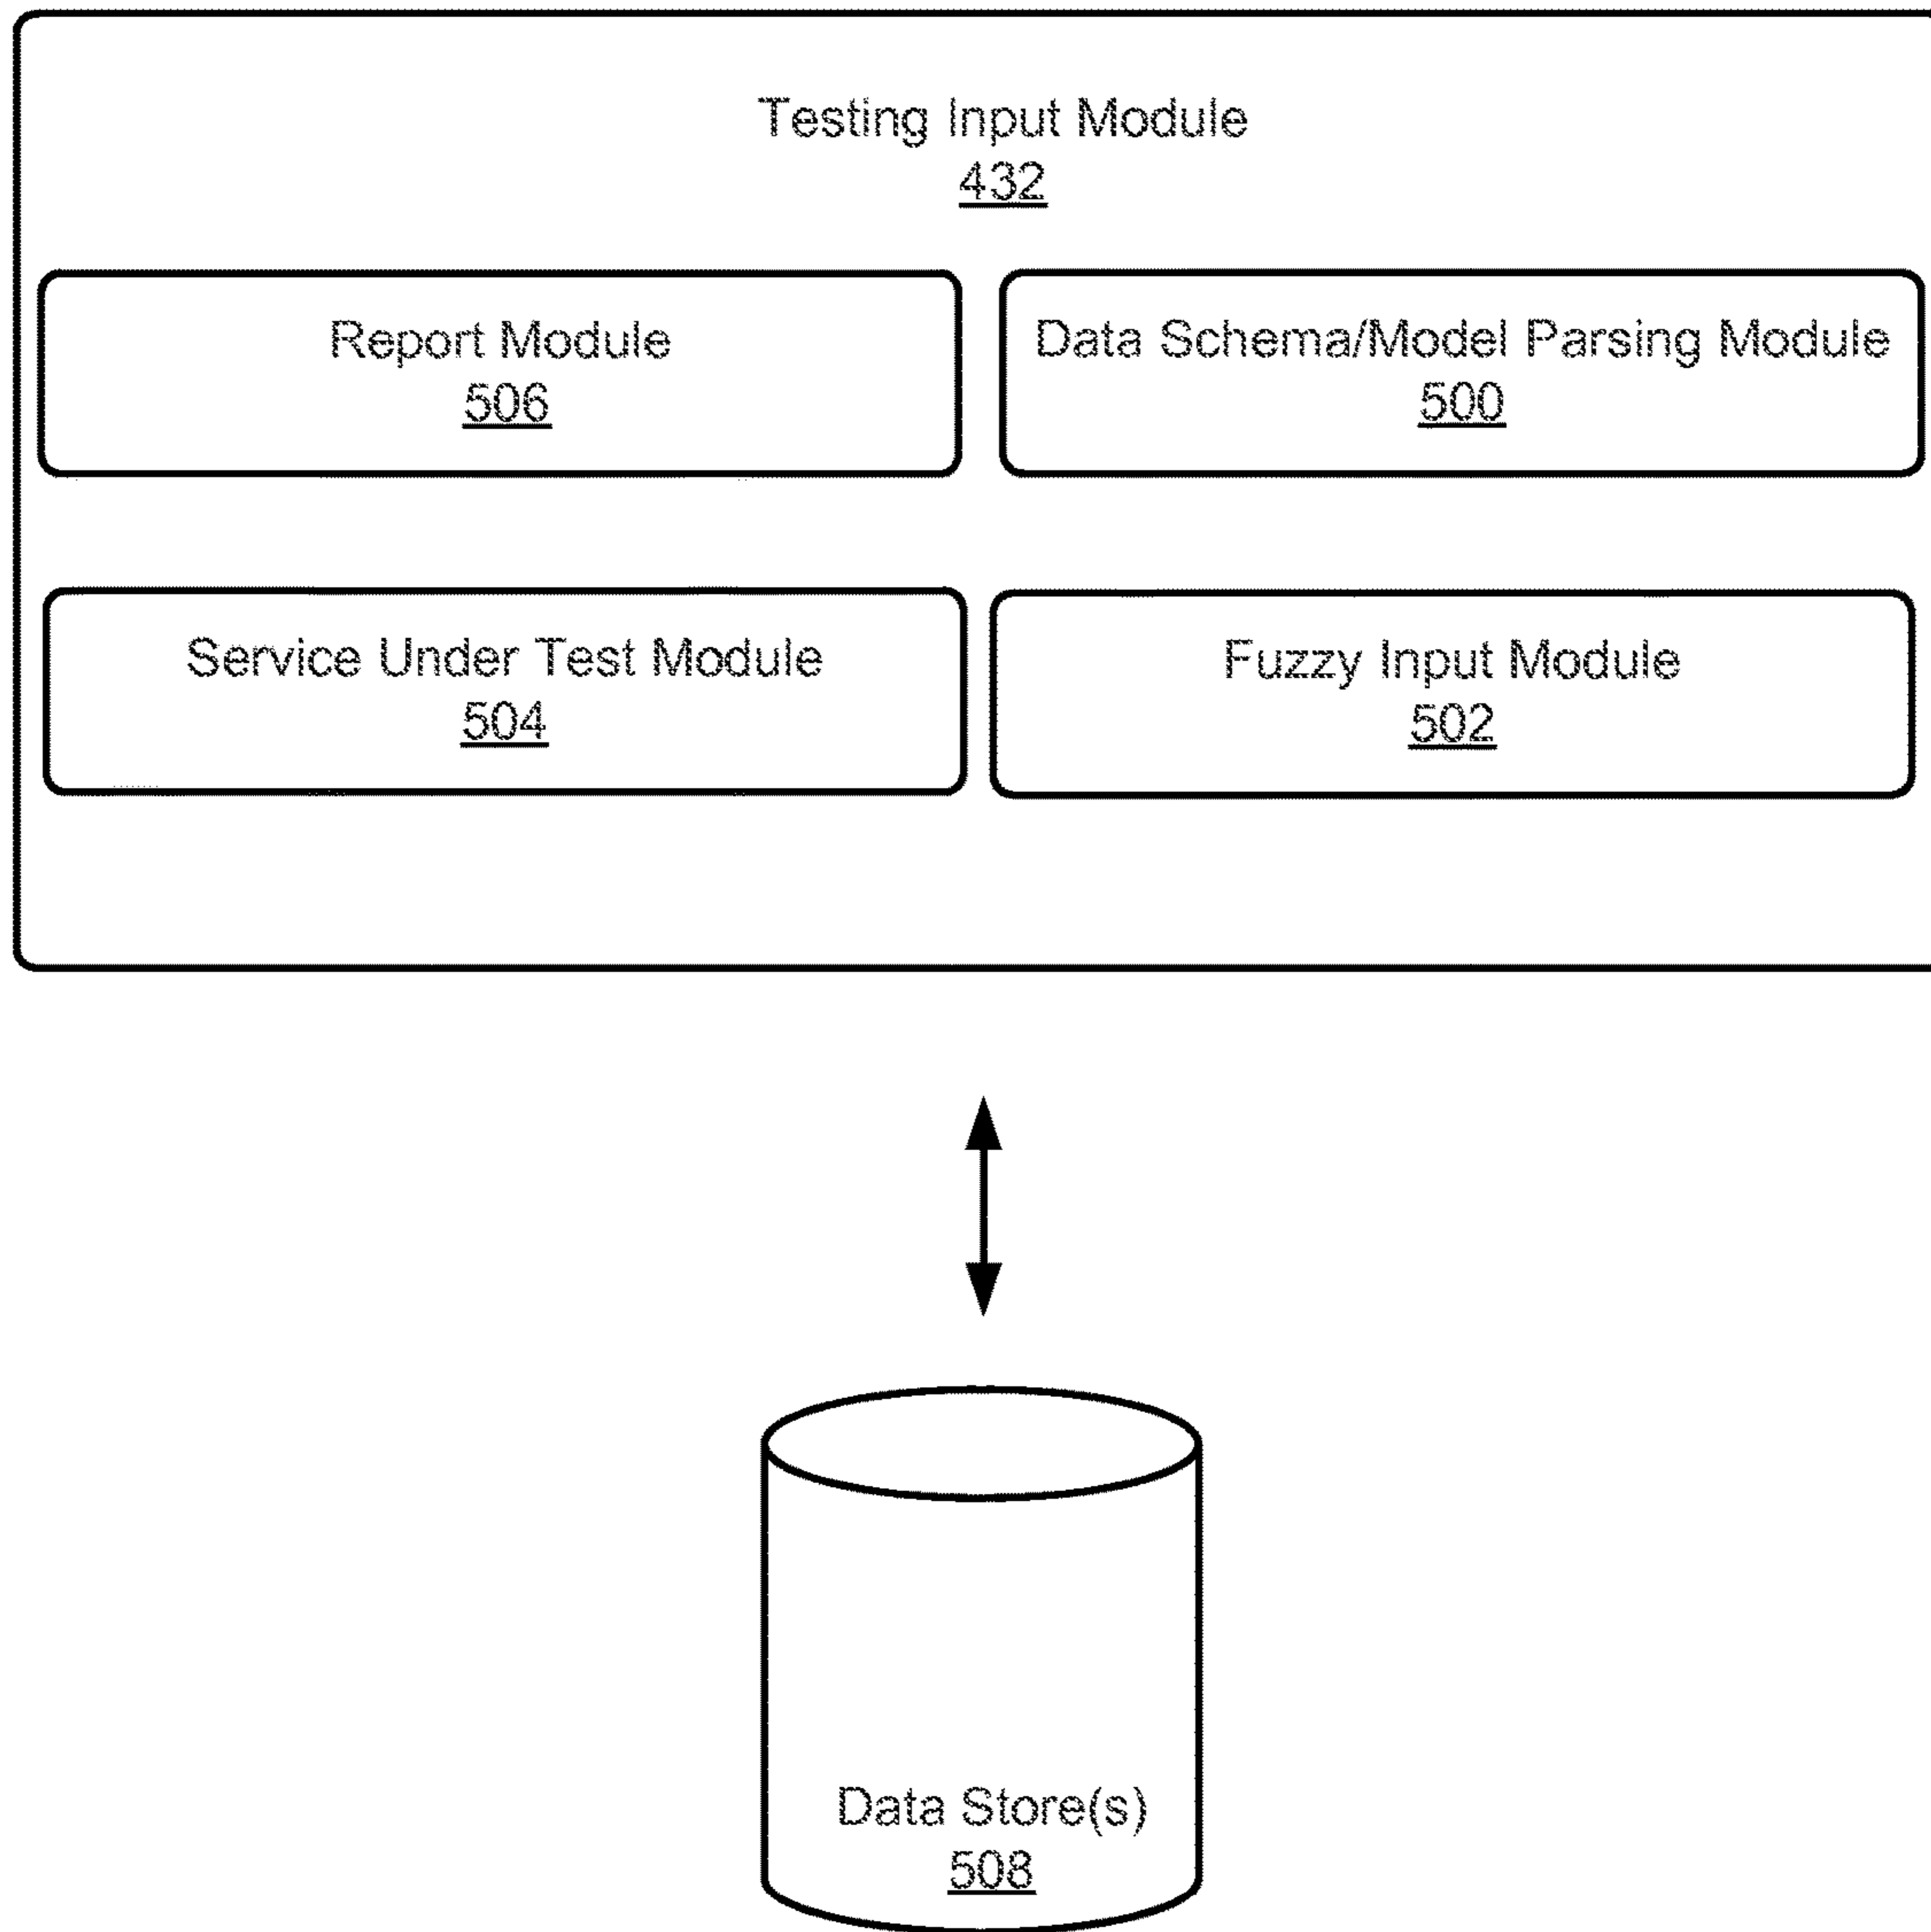 Testing Input Module
432
Report Module
506
Data Schema/Model Parsing Module
500
Service Under Test Module
504
Fuzzy Input Module
502
Data Store(s)
508